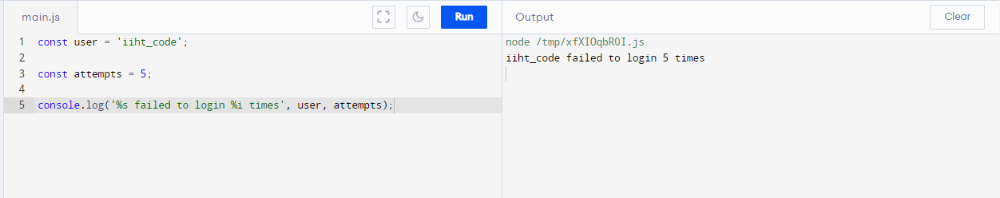 main.js
Run
Output
Clear
1 const user = 'iiht_code';
2
3 const attempts = 5;
4
5 console.log('%s failed to login %i times', user, attempts);
node /tmp/xfXIOqbR0I.js
iiht_code failed to login 5 times